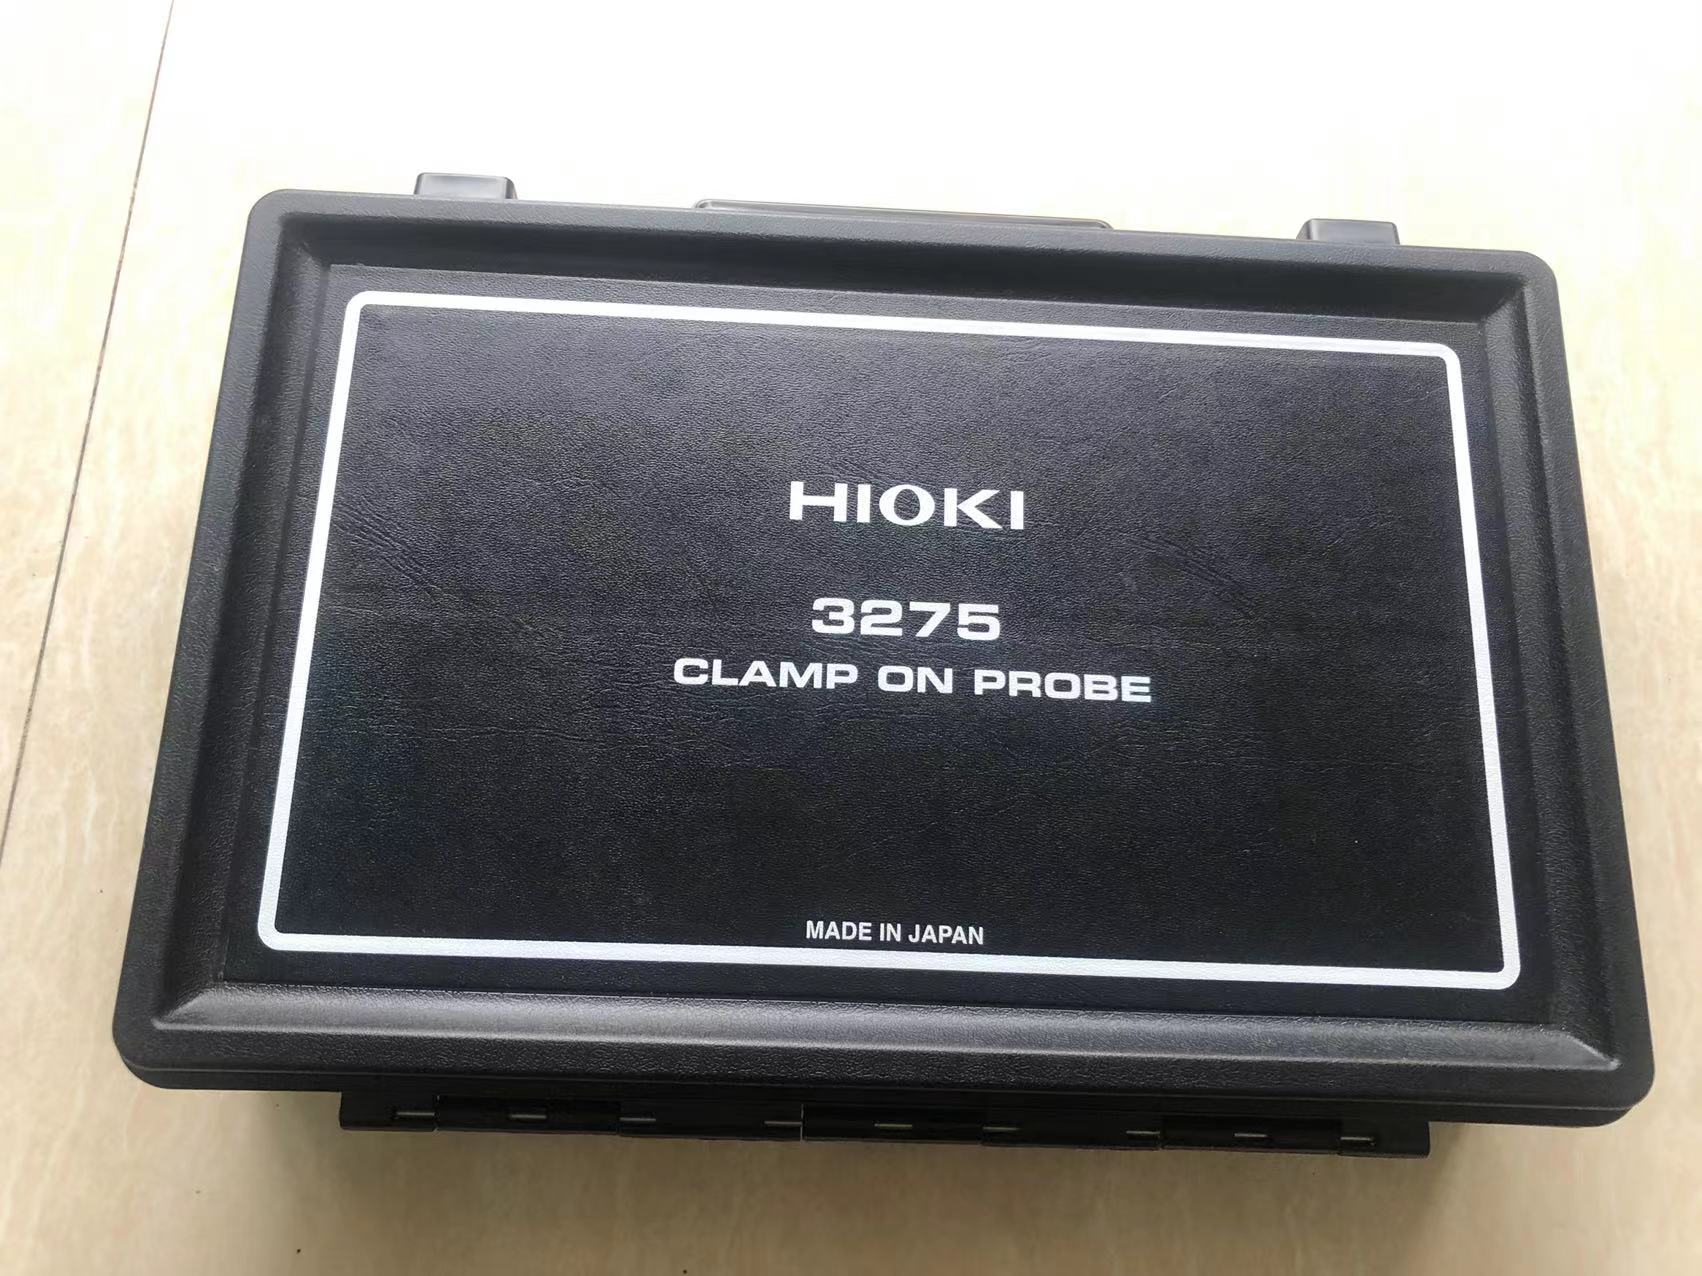 HIOKI
3275
CLAMP ON PROBE
MADE IN JAPAN